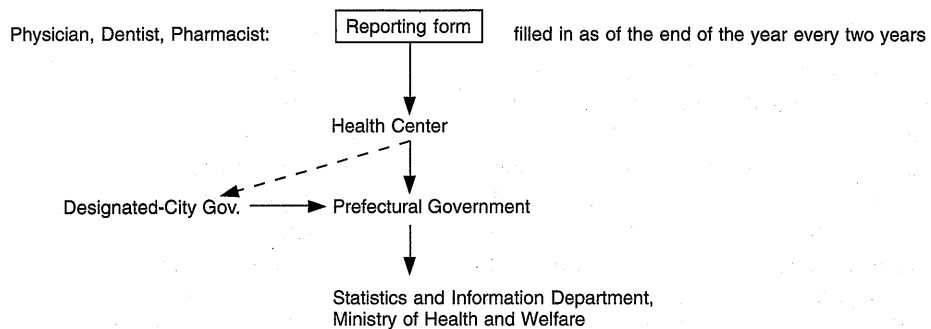 Physician, Dentist, Pharmacist: Reporting form filled in as of the end of the year every two years
Health Center
Designated-City Gov. Prefectural Government
Statistics and Information Department,
Ministry of Health and Welfare